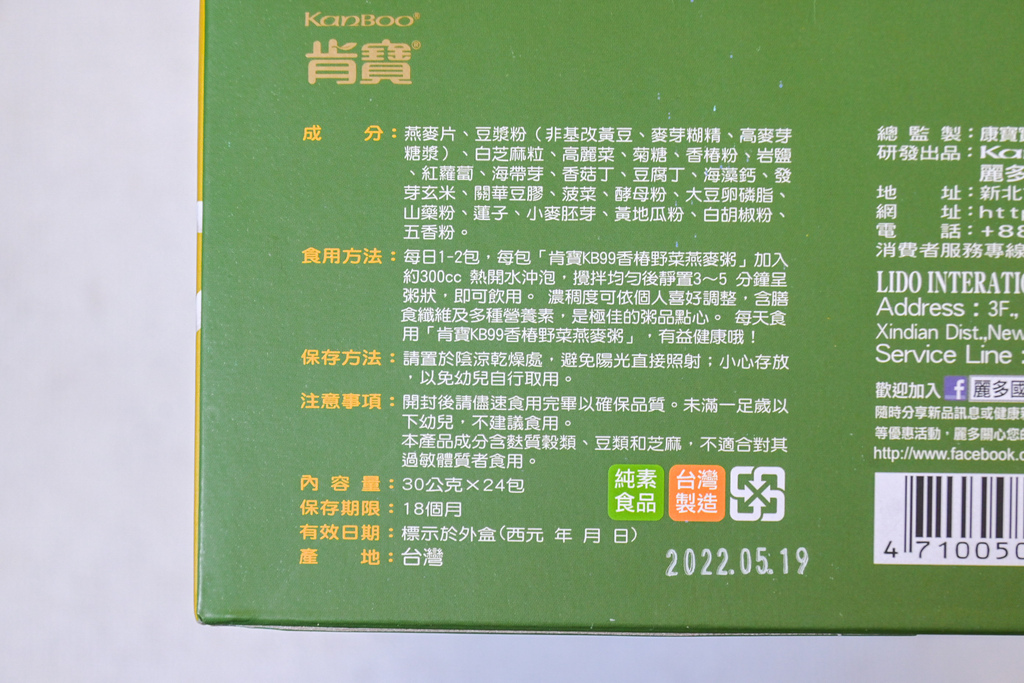 KanBoo®
肯寶®
成 分：燕麥片、豆漿粉（非基改黃豆、麥芽糊精、高麥芽
糖漿）、白芝麻粒、高麗菜、菊糖、香椿粉、岩鹽
、紅蘿蔔、海帶芽、香菇丁、豆腐丁、海藻鈣、發
芽玄米、關華豆膠、菠菜、酵母粉、大豆卵磷脂、
山藥粉、蓮子、小麥胚芽、黃地瓜粉、白胡椒粉、
五香粉。
食用方法：每日1-2包，每包「肯寶KB99香椿野菜燕麥粥」加入
約300cc 熱開水沖泡，攪拌均勻後靜置3～5 分鐘呈
粥狀，即可飲用。 濃稠度可依個人喜好調整，含膳
食纖維及多種營養素，是極佳的粥品點心。 每天食
用「肯寶KB99香椿野菜燕麥粥」，有益健康哦！
保存方法：請置於陰涼乾燥處，避免陽光直接照射；小心存放
，以免幼兒自行取用。
注意事項：開封後請儘速食用完畢以確保品質。未滿一足歲以
下幼兒，不建議食用。
本產品成分含麩質穀類、豆類和芝麻，不適合對其
過敏體質者食用。
內 容 量：30公克×24包
保存期限：18個月
有效日期：標示於外盒(西元 年 月 日)
產 地：台灣
純素
食品
台灣
製造
2022.05.19
總 監 製：康寶
研發出品：Ka
麗多
地 址：新北
網 址：htt
電 話：+88
消費者服務專線
LIDO INTERATIO
Address：3F.,
Xindian Dist.,New
Service Line：
歡迎加入 f 麗多國
隨時分享新品訊息或健康
等優惠活動，麗多關心您
http://www.facebook.c
4 710050